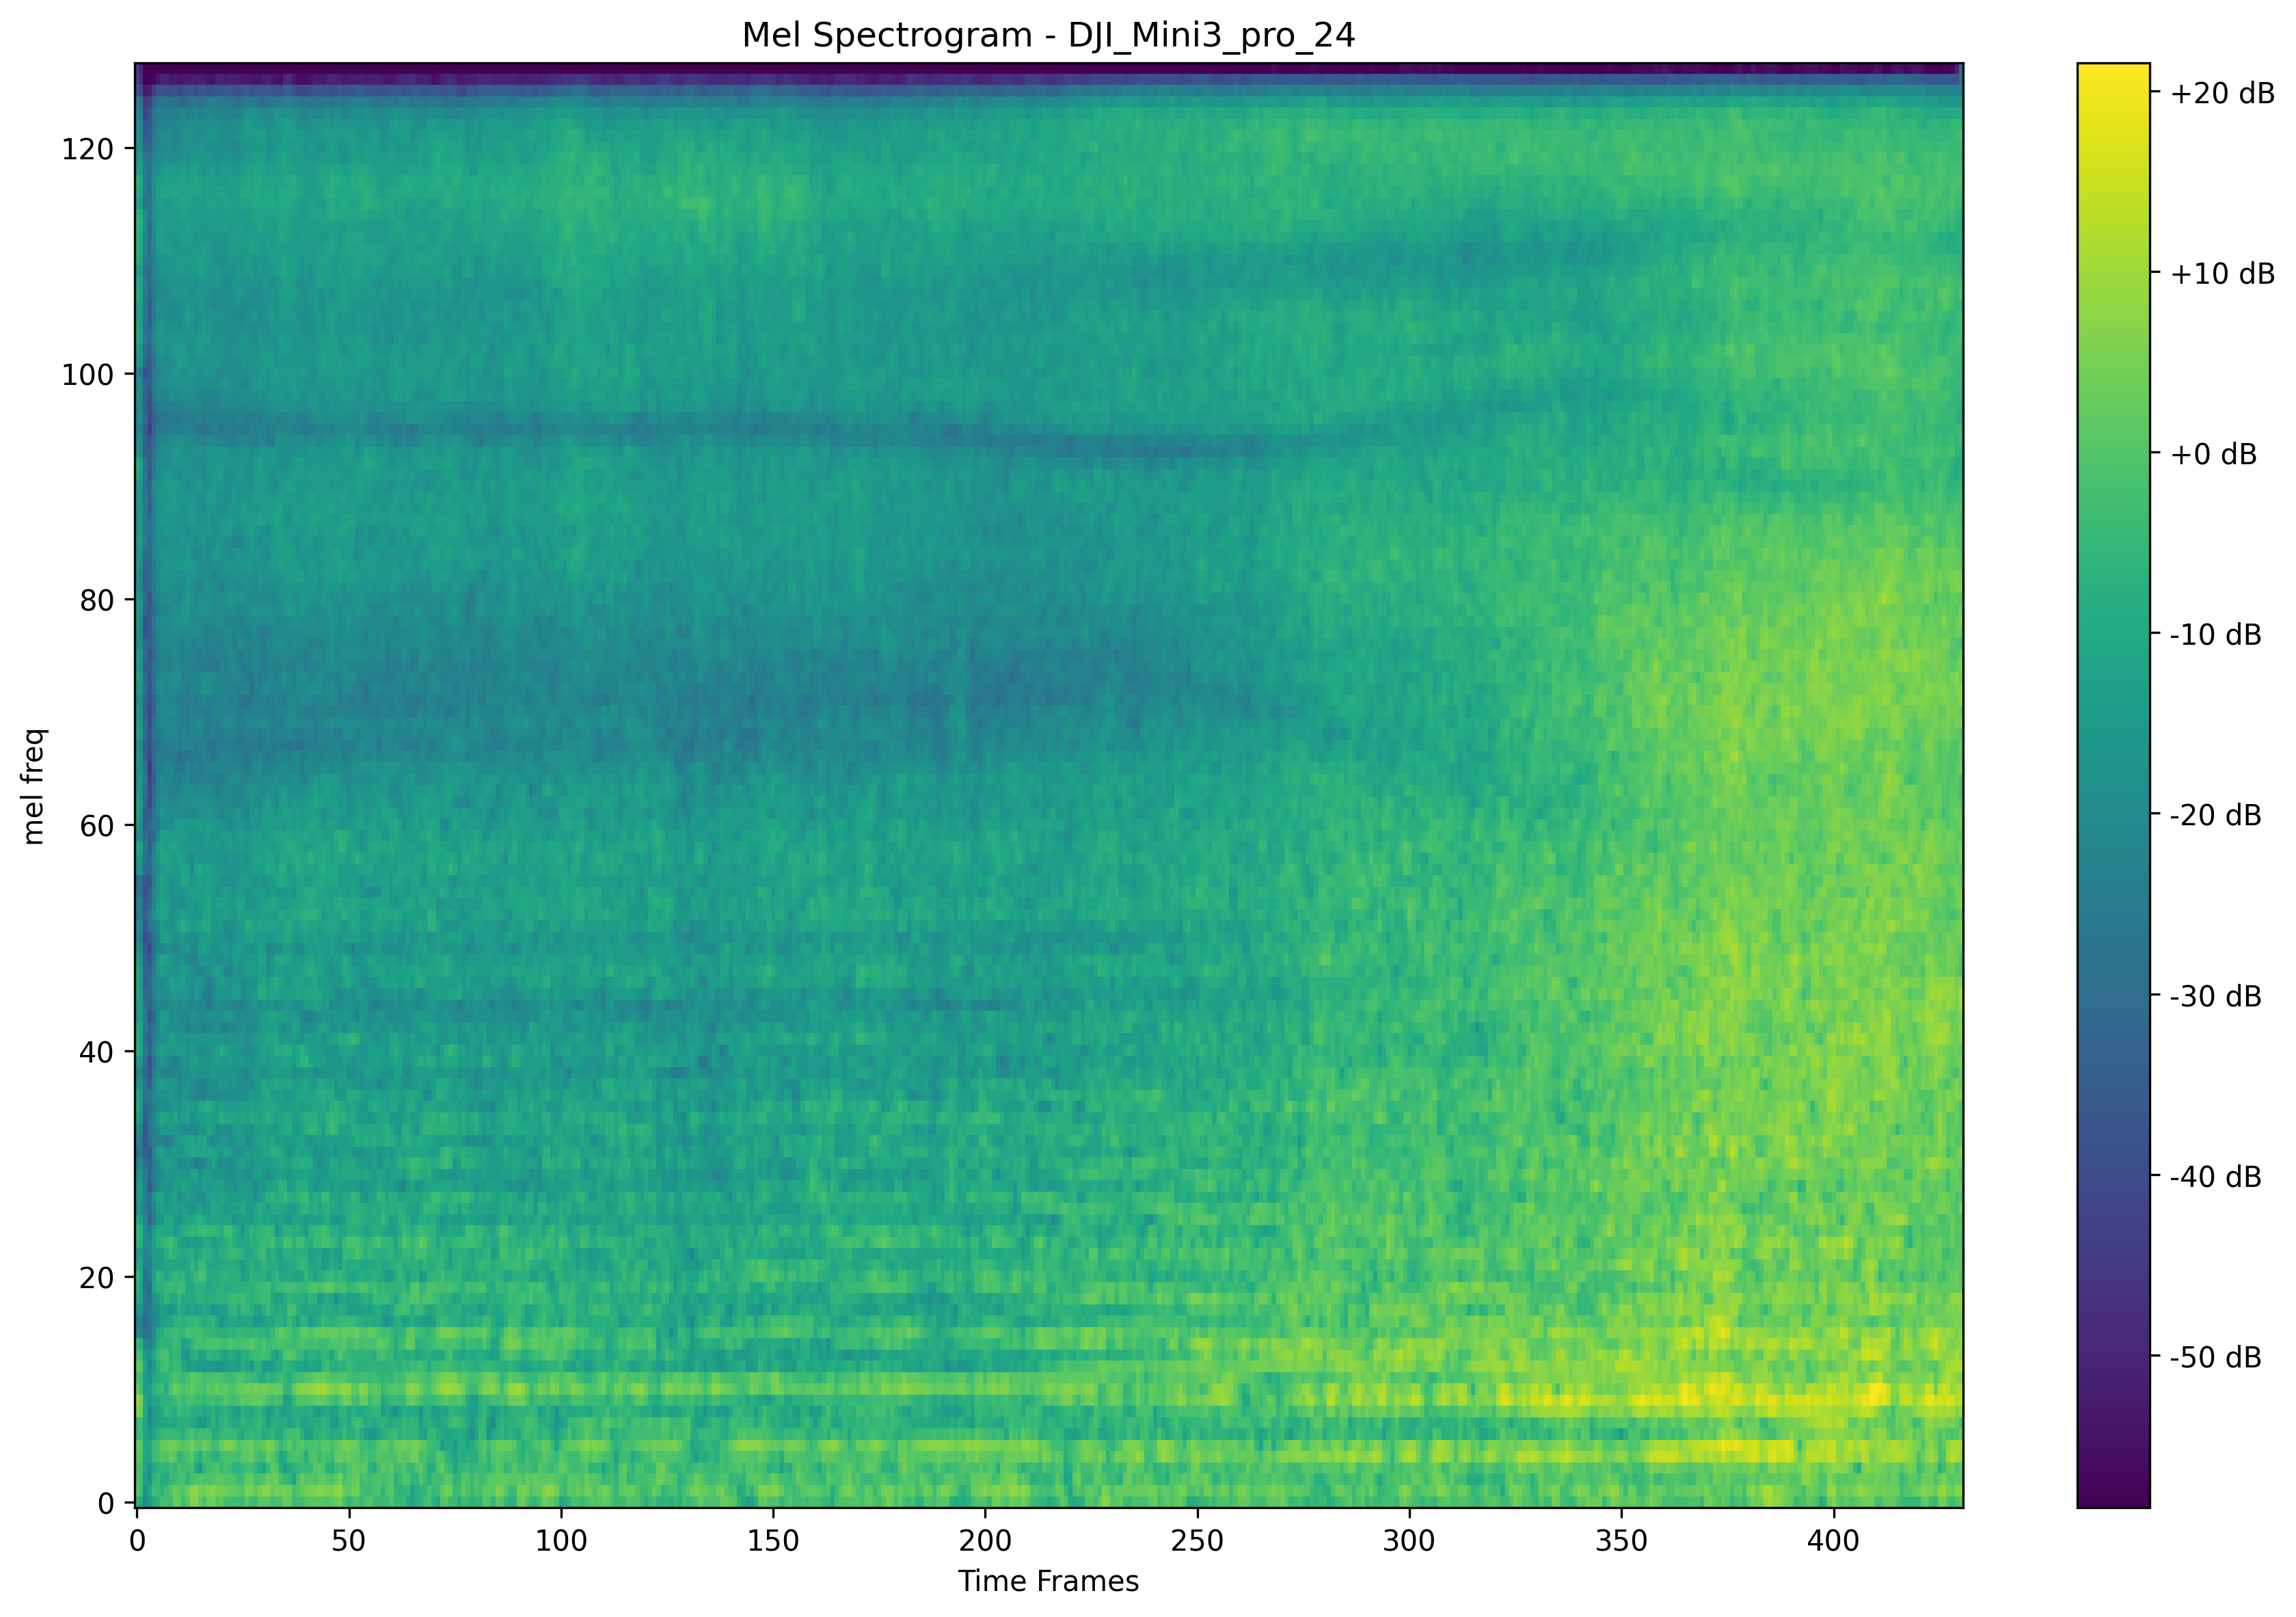 Mel Spectrogram - DJI_Mini3_pro_24
mel freq
120
100
80
60
40
20
0
0 50 100 150 200 250 300 350 400
Time Frames
+20 dB
+10 dB
+0 dB
-10 dB
-20 dB
-30 dB
-40 dB
-50 dB